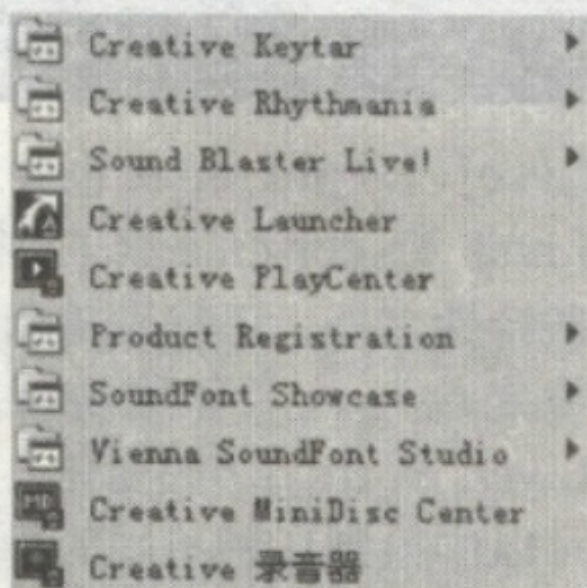 Creative Keytar
Creative Rhythmania
Sound Blaster Live!
Creative Launcher
Creative PlayCenter
Product Registration
SoundFont Showcase
Vienna SoundFont Studio
Creative MiniDisc Center
Creative 录音器